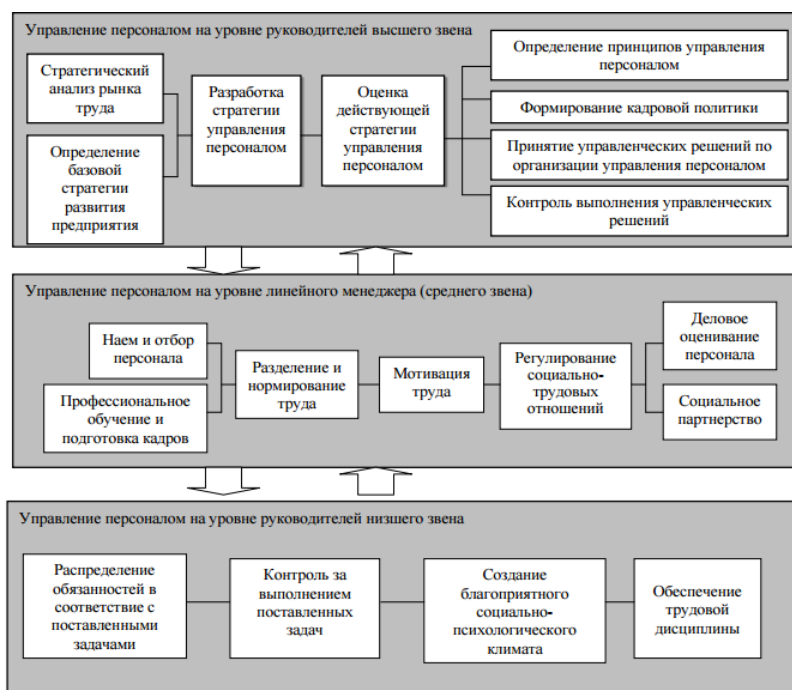 Управление персоналом на уровне руководителей высшего звена
Стратегический
анализ рынка
труда
Определение
базовой
стратегии
развития
предприятия
Разработка
стратегии
управления
персоналом
Оценка
действующей
стратегии
управления
персоналом
Определение принципов управления
персоналом
Формирование кадровой политики
Принятие управленческих решений по
организации управления персоналом
Контроль выполнения управленческих
решений
Управление персоналом на уровне линейного менеджера (среднего звена)
Наем и отбор
персонала
Профессиональное
обучение и
подготовка кадров
Разделение и
нормирование
труда
Мотивация
труда
Регулирование
социально-
трудовых
отношений
Деловое
оценивание
персонала
Социальное
партнерство
Управление персоналом на уровне руководителей низшего звена
Распределение
обязанностей в
соответствие с
поставленными
задачами
Контроль за
выполнением
поставленных
задач
Создание
благоприятного
социально-
психологического
климата
Обеспечение
трудовой
дисциплины